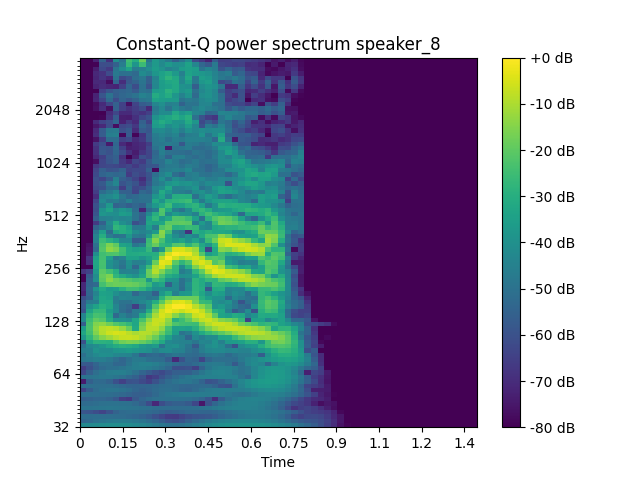 Constant-Q power spectrum speaker_8
Hz
2048
1024
512
256
128
64
32
0 0.15 0.3 0.45 0.6 0.75 0.9 1.1 1.2 1.4
Time
+0 dB
-10 dB
-20 dB
-30 dB
-40 dB
-50 dB
-60 dB
-70 dB
-80 dB